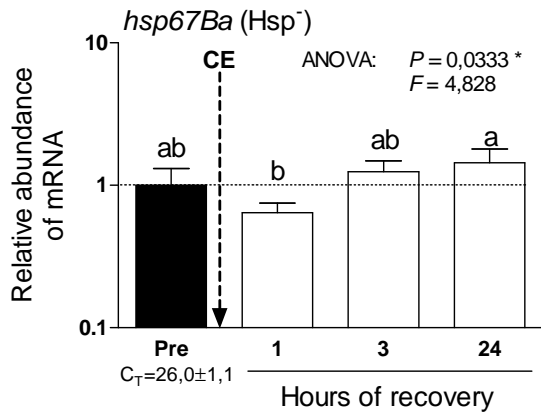 hsp67Ba (Hsp⁻)
10
CE
ANOVA: P = 0,0333 *
F = 4,828
Relative abundance
of mRNA
ab
b
ab
a
1
0.1
Pre
1
3
24
C_T=26,0±1,1
Hours of recovery